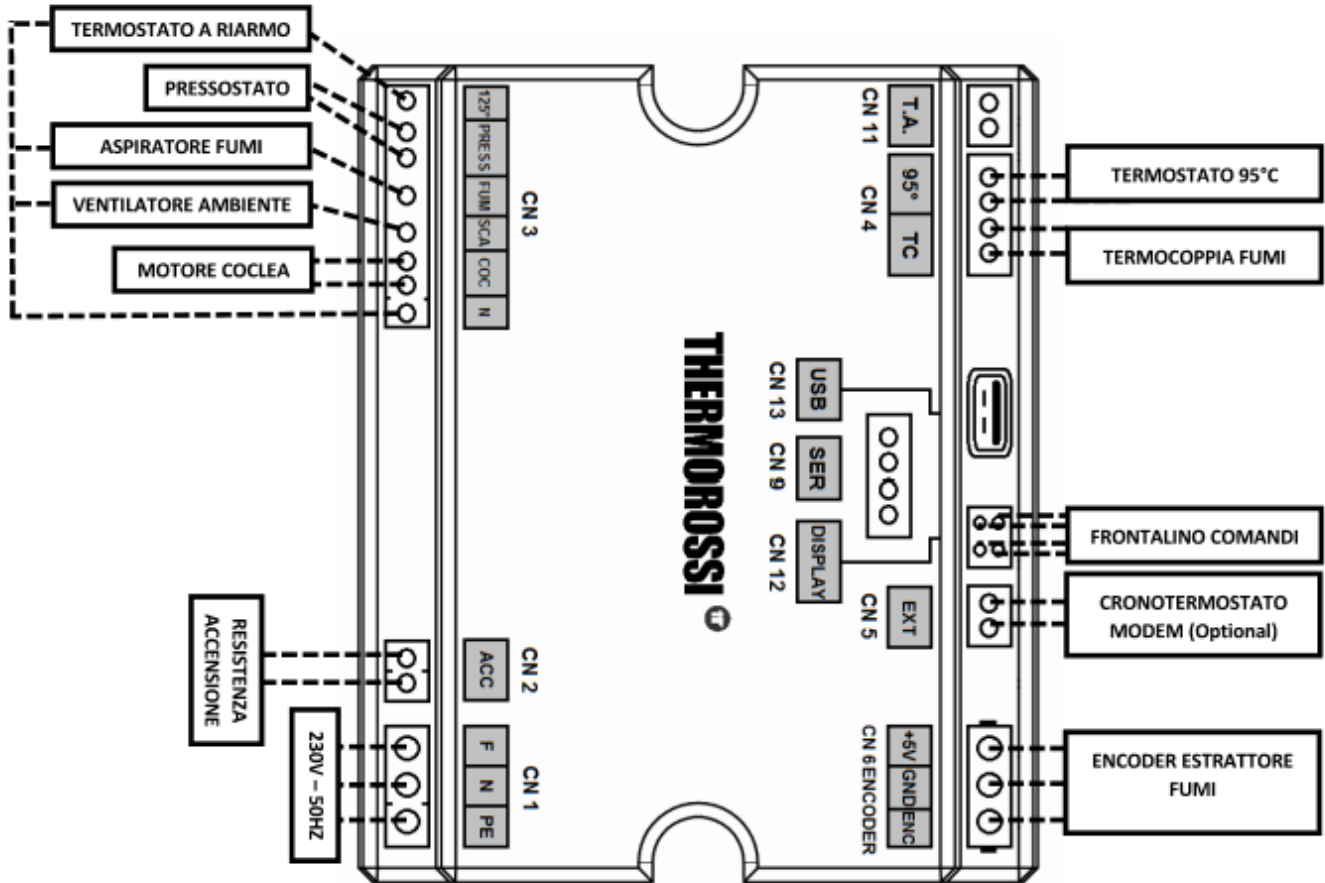 TERMOSTATO A RIARMO
PRESSOSTATO
ASPIRATORE FUMI
VENTILATORE AMBIENTE
MOTORE COCLEA
RESISTENZA
ACCENSIONE
230V – 50HZ
125°
PRESS
FUM
SCA
COC
N
CN 3
ACC
CN 2
F
N
PE
CN 1
THERMOROSSI
CN 11
T.A.
CN 4
95°
TC
CN 13
USB
CN 9
SER
CN 12
DISPLAY
CN 5
EXT
CN 6 ENCODER
+5V
GND
ENC
TERMOSTATO 95°C
TERMOCOPPIA FUMI
FRONTALINO COMANDI
CRONOTERMOSTATO
MODEM (Optional)
ENCODER ESTRATTORE
FUMI